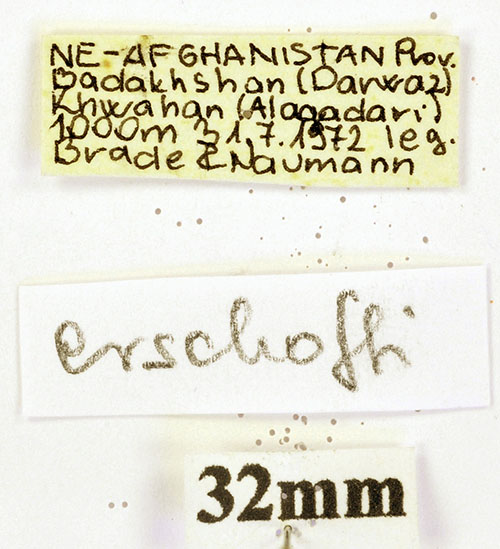 NE-AFGHANISTAN Prov.
Badakhshan (Darwaz)
Khwahan (Alaqadari)
1000m 31.7.1972 leg.
Brade & Naumann
erschoffi
32mm